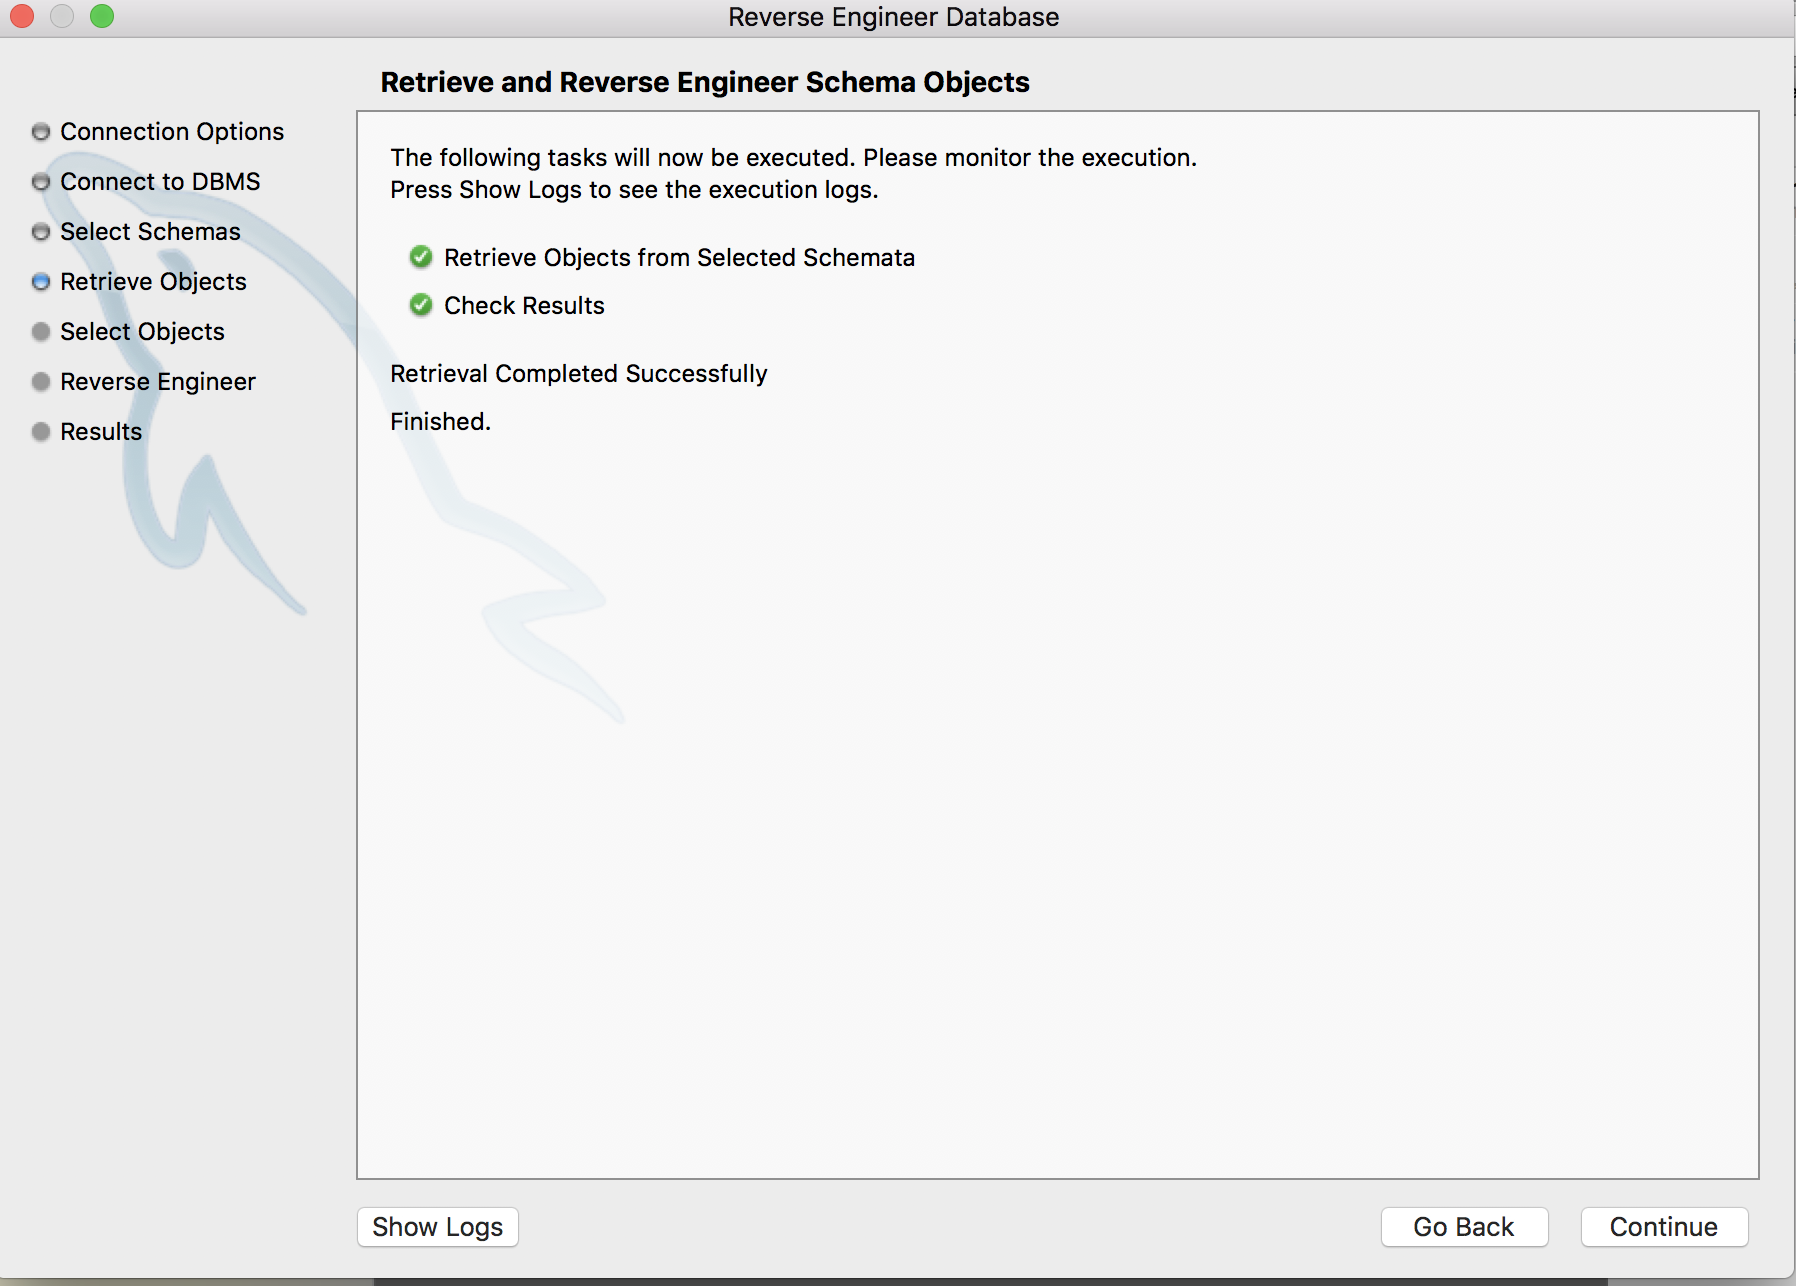 Reverse Engineer Database
Retrieve and Reverse Engineer Schema Objects
Connection Options
Connect to DBMS
Select Schemas
Retrieve Objects
Select Objects
Reverse Engineer
Results
The following tasks will now be executed. Please monitor the execution.
Press Show Logs to see the execution logs.
Retrieve Objects from Selected Schemata
Check Results
Retrieval Completed Successfully
Finished.
Show Logs
Go Back
Continue